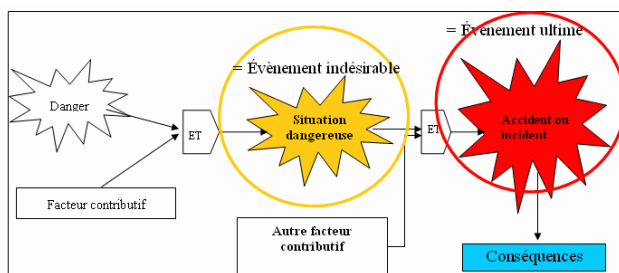 = Évènement ultime
= Évènement indésirable
Danger
ET
Situation
dangereuse
ET
Accident ou
incident
Facteur contributif
Autre facteur
contributif
Conséquences